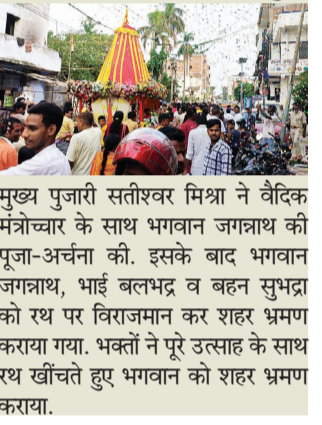 मुख्य पुजारी सतीश्वर मिश्रा ने वैदिक
मंत्रोच्चार के साथ भगवान जगन्नाथ की
पूजा-अर्चना की. इसके बाद भगवान
जगन्नाथ, भाई बलभद्र व बहन सुभद्रा
को रथ पर विराजमान कर शहर भ्रमण
कराया गया. भक्तों ने पूरे उत्साह के साथ
रथ खींचते हुए भगवान को शहर भ्रमण
कराया.